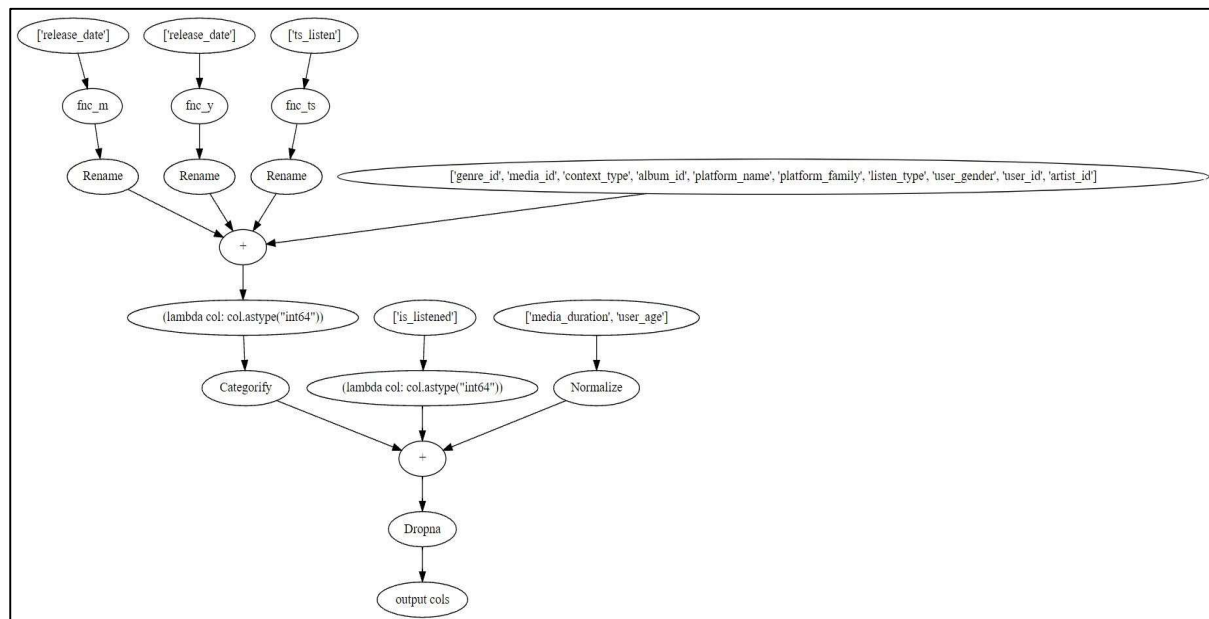 ['release_date'] ['release_date'] ['ts_listen']
fnc_m fnc_y fnc_ts
Rename Rename Rename ['genre_id', 'media_id', 'context_type', 'album_id', 'platform_name', 'platform_family', 'listen_type', 'user_gender', 'user_id', 'artist_id']
+
(lambda col: col.astype("int64")) ['is_listened'] ['media_duration', 'user_age']
Categorify (lambda col: col.astype("int64")) Normalize
+
Dropna
output cols